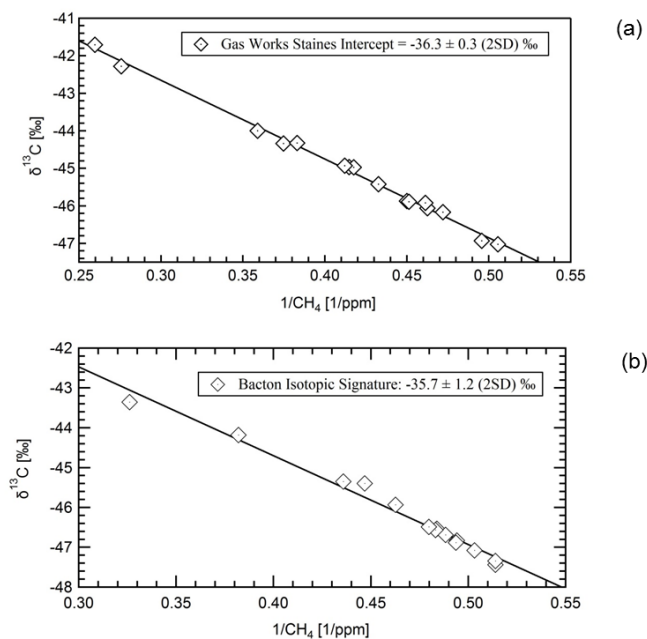 (a)
Gas Works Staines Intercept = -36.3 ± 0.3 (2SD) ‰
δ¹³C [‰]
-41
-42
-43
-44
-45
-46
-47
0.25 0.30 0.35 0.40 0.45 0.50 0.55
1/CH₄ [1/ppm]
(b)
Bacton Isotopic Signature: -35.7 ± 1.2 (2SD) ‰
δ¹³C [‰]
-42
-43
-44
-45
-46
-47
-48
0.30 0.35 0.40 0.45 0.50 0.55
1/CH₄ [1/ppm]